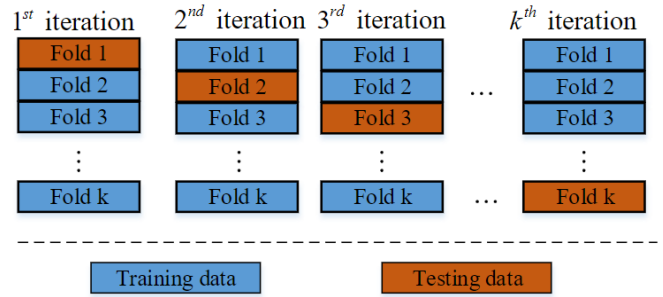 1st iteration 2nd iteration 3rd iteration kth iteration
Fold 1 Fold 1 Fold 1 Fold 1
Fold 2 Fold 2 Fold 2 ... Fold 2
Fold 3 Fold 3 Fold 3 Fold 3
⋮ ⋮ ⋮ ⋮
Fold k Fold k Fold k ... Fold k
Training data Testing data